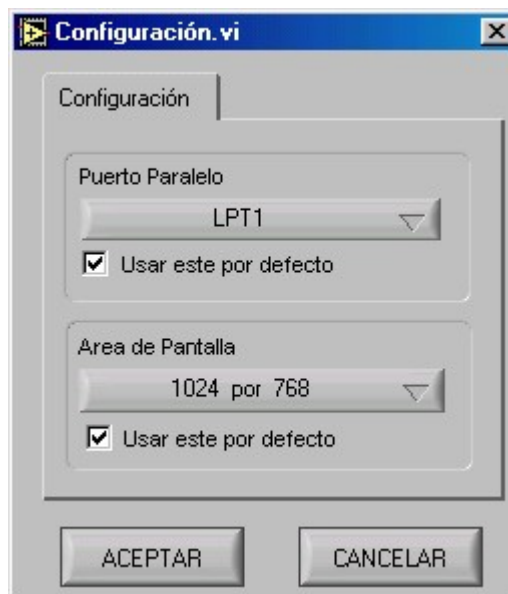 Configuración.vi
Configuración
Puerto Paralelo
LPT1
Usar este por defecto
Area de Pantalla
1024 por 768
Usar este por defecto
ACEPTAR
CANCELAR